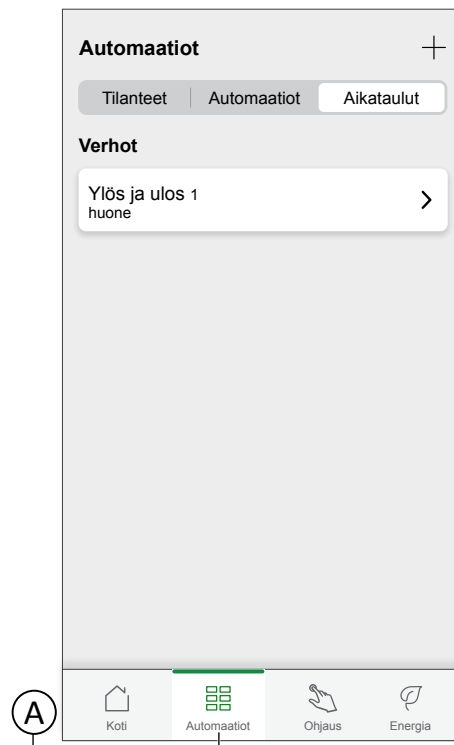 Automaatiot
Tilanteet Automaatiot Aikataulut
Verhot
Ylös ja ulos 1
huone
A
Koti Automaatiot Ohjaus Energia